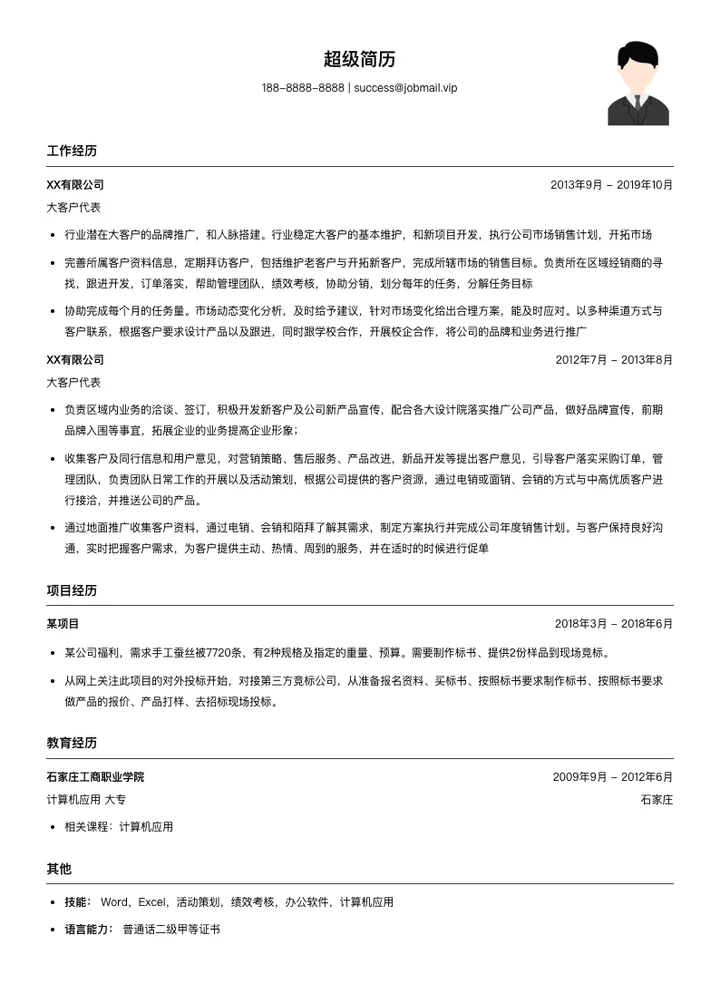 超级简历
188-8888-8888 | success@jobmail.vip
工作经历
XX有限公司 2013年9月 – 2019年10月
大客户代表
• 行业潜在大客户的品牌推广，和人脉搭建。行业稳定大客户的基本维护，和新项目开发，执行公司市场销售计划，开拓市场
• 完善所属客户资料信息，定期拜访客户，包括维护老客户与开拓新客户，完成所辖市场的销售目标。负责所在区域经销商的寻
找，跟进开发，订单落实，帮助管理团队，绩效考核，协助分销，划分每年的任务，分解任务目标
• 协助完成每个月的任务量。市场动态变化分析，及时给予建议，针对市场变化给出合理方案，能及时应对。以多种渠道方式与
客户联系，根据客户要求设计产品以及跟进，同时跟学校合作，开展校企合作，将公司的品牌和业务进行推广
XX有限公司 2012年7月 – 2013年8月
大客户代表
• 负责区域内业务的洽谈、签订，积极开发新客户及公司新产品宣传，配合各大设计院落实推广公司产品，做好品牌宣传，前期
品牌入围等事宜，拓展企业的业务提高企业形象；
• 收集客户及同行信息和用户意见，对营销策略、售后服务、产品改进，新品开发等提出客户意见，引导客户落实采购订单，管
理团队，负责团队日常工作的开展以及活动策划，根据公司提供的客户资源，通过电销或面销、会销的方式与中高优质客户进
行接洽，并推送公司的产品。
• 通过地面推广收集客户资料，通过电销、会销和陌拜了解其需求，制定方案执行并完成公司年度销售计划。与客户保持良好沟
通，实时把握客户需求，为客户提供主动、热情、周到的服务，并在适时的时候进行促单
项目经历
某项目 2018年3月 – 2018年6月
• 某公司福利，需求手工蚕丝被7720条，有2种规格及指定的重量、预算。需要制作标书、提供2份样品到现场竞标。
• 从网上关注此项目的对外投标开始，对接第三方竞标公司，从准备报名资料、买标书、按照标书要求制作标书、按照标书要求
做产品的报价、产品打样、去招标现场投标。
教育经历
石家庄工商职业学院 2009年9月 – 2012年6月
计算机应用 大专 石家庄
• 相关课程：计算机应用
其他
• 技能： Word，Excel，活动策划，绩效考核，办公软件，计算机应用
• 语言能力： 普通话二级甲等证书